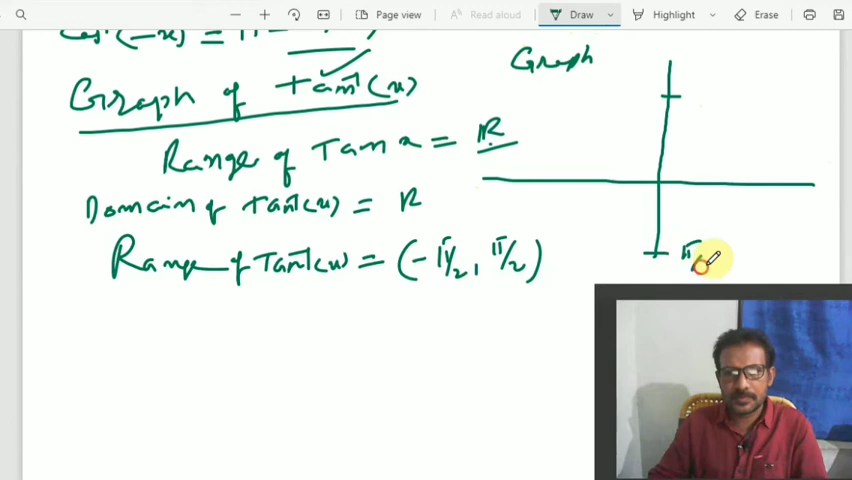 Page view
Read aloud
Draw
Highlight
Erase
Graph
Graph of tan⁻¹(x)
Range of Tan x = R
Domain of tan⁻¹(x) = R
Range of Tan⁻¹(x) = (-π/2, π/2)
π/